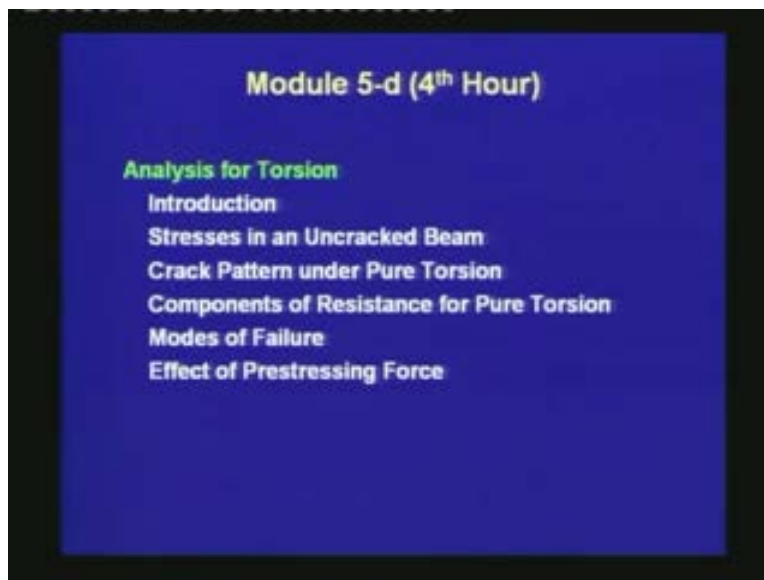 Module 5-d (4th Hour)
Analysis for Torsion
Introduction
Stresses in an Uncracked Beam
Crack Pattern under Pure Torsion
Components of Resistance for Pure Torsion
Modes of Failure
Effect of Prestressing Force